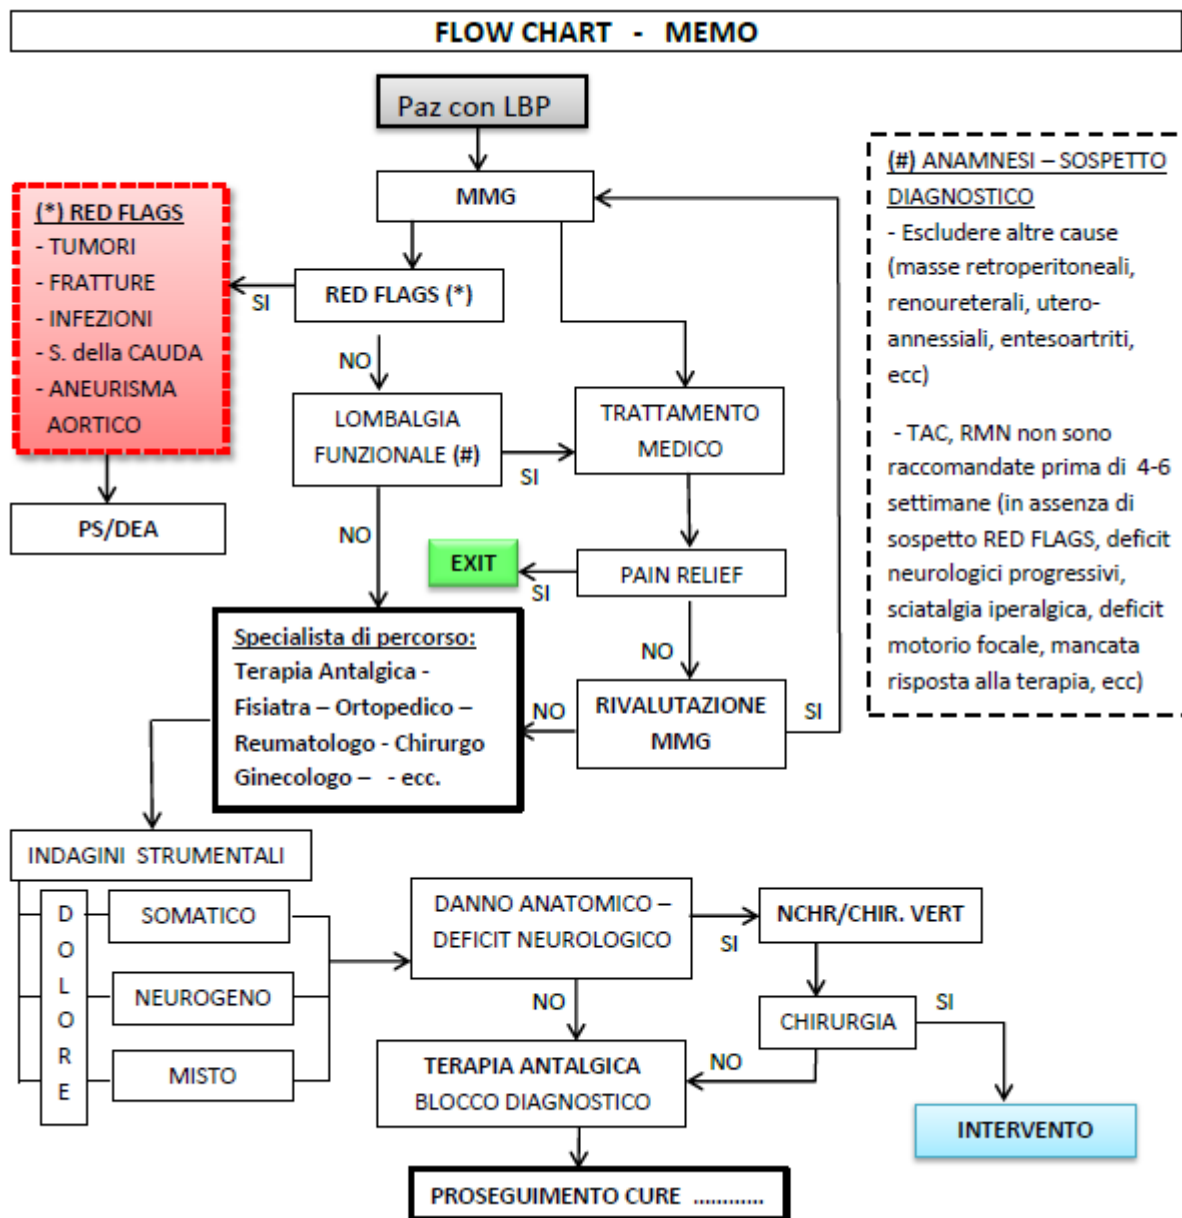 FLOW CHART - MEMO
Paz con LBP
MMG
(*) RED FLAGS
- TUMORI
- FRATTURE
- INFEZIONI
- S. della CAUDA
- ANEURISMA
AORTICO
SI
RED FLAGS (*)
NO
PS/DEA
LOMBALGIA
FUNZIONALE (#)
SI
NO
TRATTAMENTO
MEDICO
EXIT
SI
PAIN RELIEF
NO
Specialista di percorso:
Terapia Antalgica -
Fisiatra – Ortopedico –
Reumatologo - Chirurgo
Ginecologo – - ecc.
NO
RIVALUTAZIONE
MMG
SI
(#) ANAMNESI – SOSPETTO
DIAGNOSTICO
- Escludere altre cause
(masse retroperitoneali,
renoureterali, utero-
annessiali, entesoartriti,
ecc)
- TAC, RMN non sono
raccomandate prima di 4-6
settimane (in assenza di
sospetto RED FLAGS, deficit
neurologici progressivi,
sciatalgia iperalgica, deficit
motorio focale, mancata
risposta alla terapia, ecc)
INDAGINI STRUMENTALI
D
O
L
O
R
E
SOMATICO
NEUROGENO
MISTO
DANNO ANATOMICO –
DEFICIT NEUROLOGICO
SI
NO
NCHR/CHIR. VERT
CHIRURGIA
SI
NO
TERAPIA ANTALGICA
BLOCCO DIAGNOSTICO
INTERVENTO
PROSEGUIMENTO CURE ............